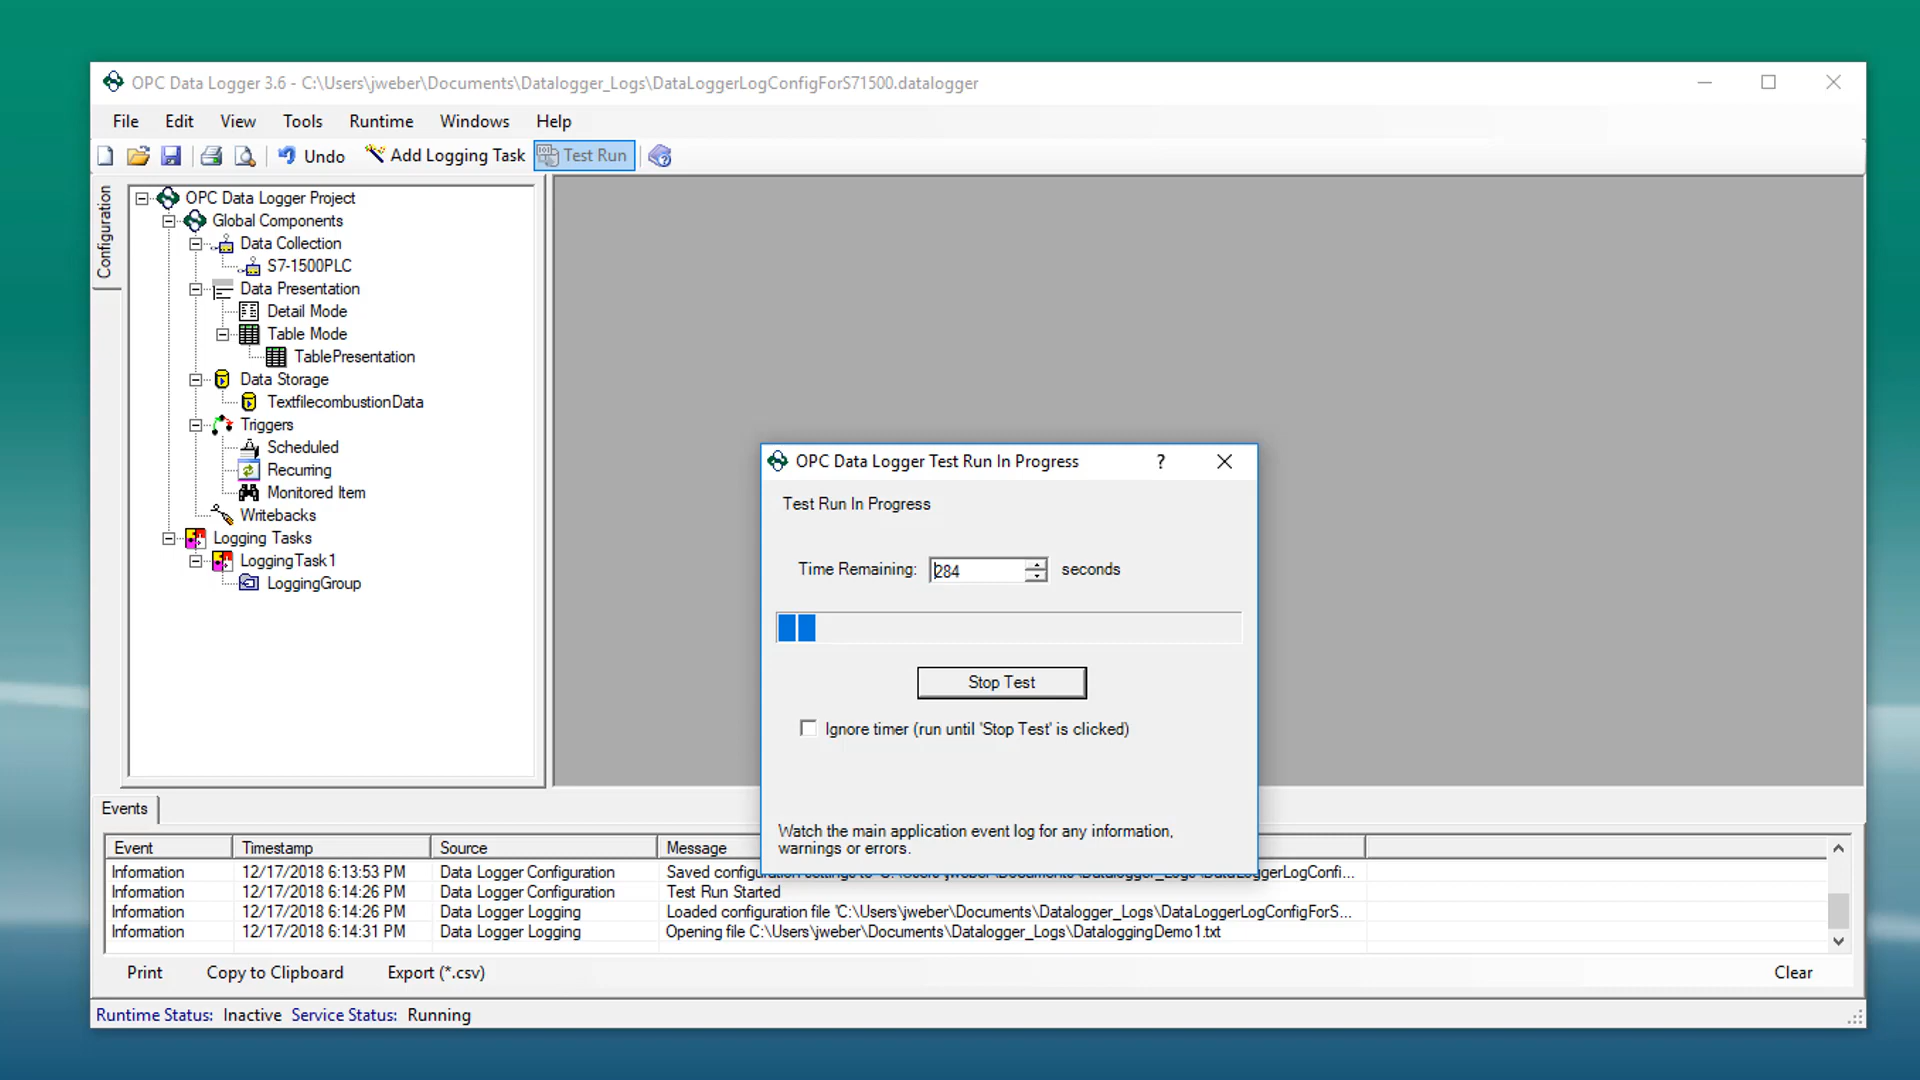 OPC Data Logger 3.6 - C:\Users\jweber\Documents\Datalogger_Logs\DataLoggerLogConfigForS71500.datalogger
File Edit View Tools Runtime Windows Help
Undo Add Logging Task Test Run
Configuration
OPC Data Logger Project
Global Components
Data Collection
S7-1500PLC
Data Presentation
Detail Mode
Table Mode
TablePresentation
Data Storage
TextfilecombustionData
Triggers
Scheduled
Recurring
Monitored Item
Writebacks
Logging Tasks
LoggingTask1
LoggingGroup
OPC Data Logger Test Run In Progress ?
Test Run In Progress
Time Remaining: 284 seconds
Stop Test
Ignore timer (run until 'Stop Test' is clicked)
Watch the main application event log for any information,
warnings or errors.
Events
Event Timestamp Source Message
Information 12/17/2018 6:13:53 PM Data Logger Configuration Saved configuration settings to 'C:\Users\jweber\Documents\Datalogger_Logs\DataLoggerLogConfi...
Information 12/17/2018 6:14:26 PM Data Logger Configuration Test Run Started
Information 12/17/2018 6:14:26 PM Data Logger Logging Loaded configuration file 'C:\Users\jweber\Documents\Datalogger_Logs\DataLoggerLogConfigForS...
Information 12/17/2018 6:14:31 PM Data Logger Logging Opening file C:\Users\jweber\Documents\Datalogger_Logs\DataloggingDemo1.txt
Print Copy to Clipboard Export (*.csv) Clear
Runtime Status: Inactive Service Status: Running